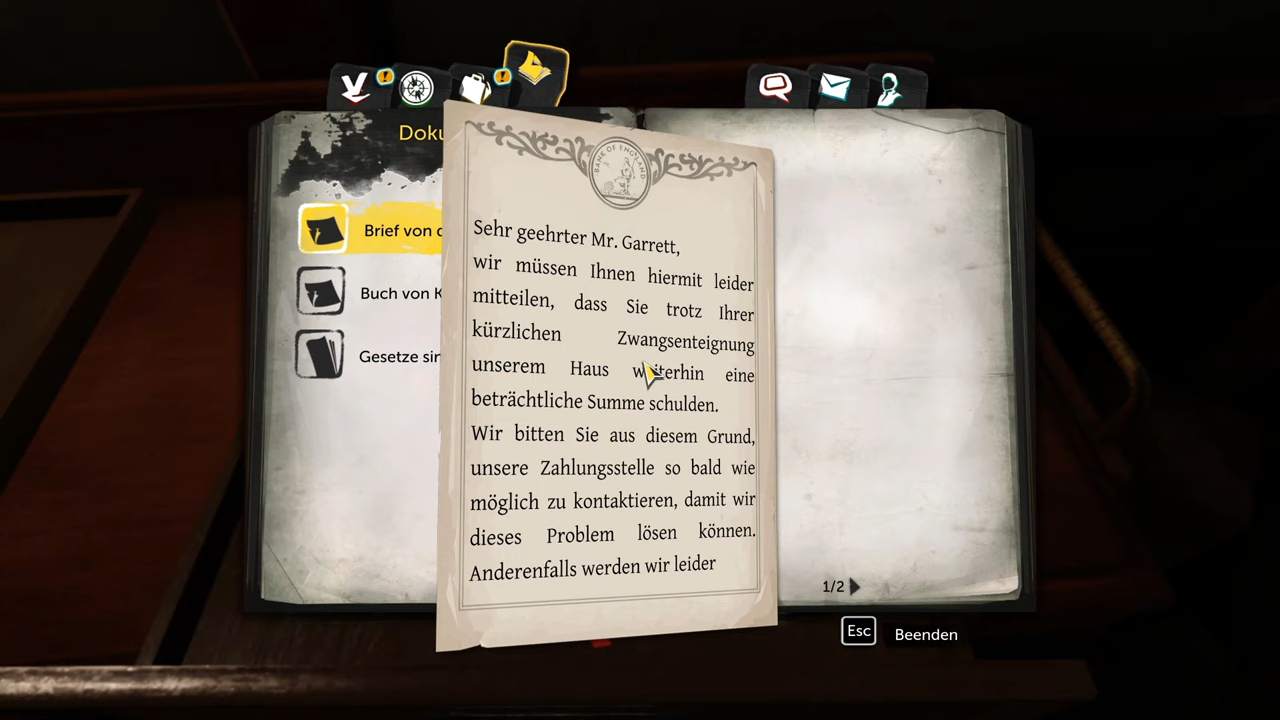 Doku
Brief von d
Buch von K
Gesetze sin
BANK OF ENGLAND
Sehr geehrter Mr. Garrett,
wir müssen Ihnen hiermit leider
mitteilen, dass Sie trotz Ihrer
kürzlichen Zwangsenteignung
unserem Haus weiterhin eine
beträchtliche Summe schulden.
Wir bitten Sie aus diesem Grund,
unsere Zahlungsstelle so bald wie
möglich zu kontaktieren, damit wir
dieses Problem lösen können.
Anderenfalls werden wir leider
1/2
Esc Beenden